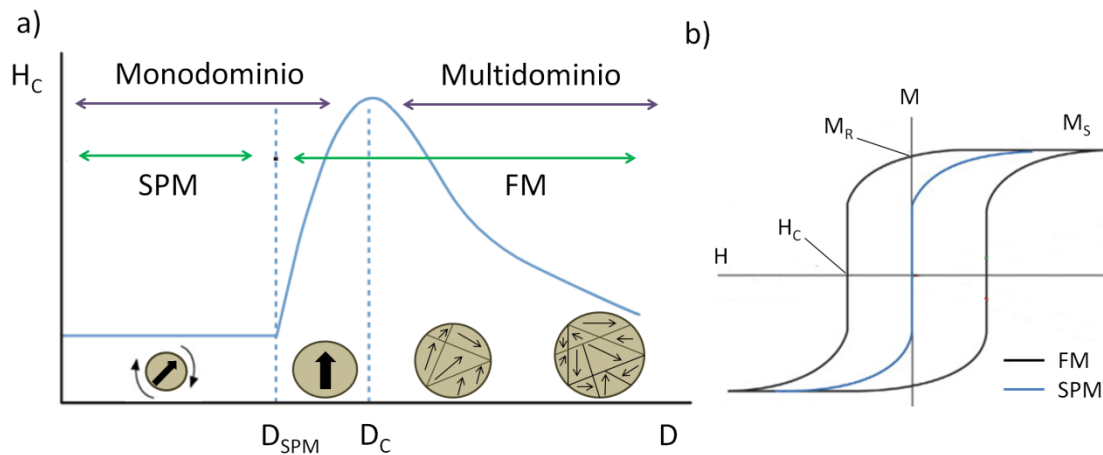 a)
H_C
Monodominio
Multidominio
SPM
FM
D_SPM
D_C
D
b)
M
M_R
M_S
H_C
H
FM
SPM